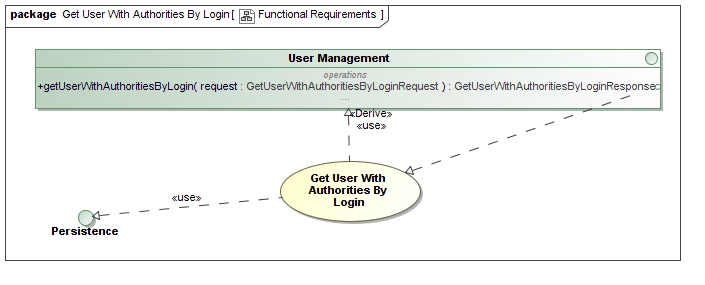 package Get User With Authorities By Login [ Functional Requirements ]
User Management
operations
+getUserWithAuthoritiesByLogin( request : GetUserWithAuthoritiesByLoginRequest ) : GetUserWithAuthoritiesByLoginResponse
...
«Derive»
«use»
Get User With
Authorities By
Login
«use»
Persistence